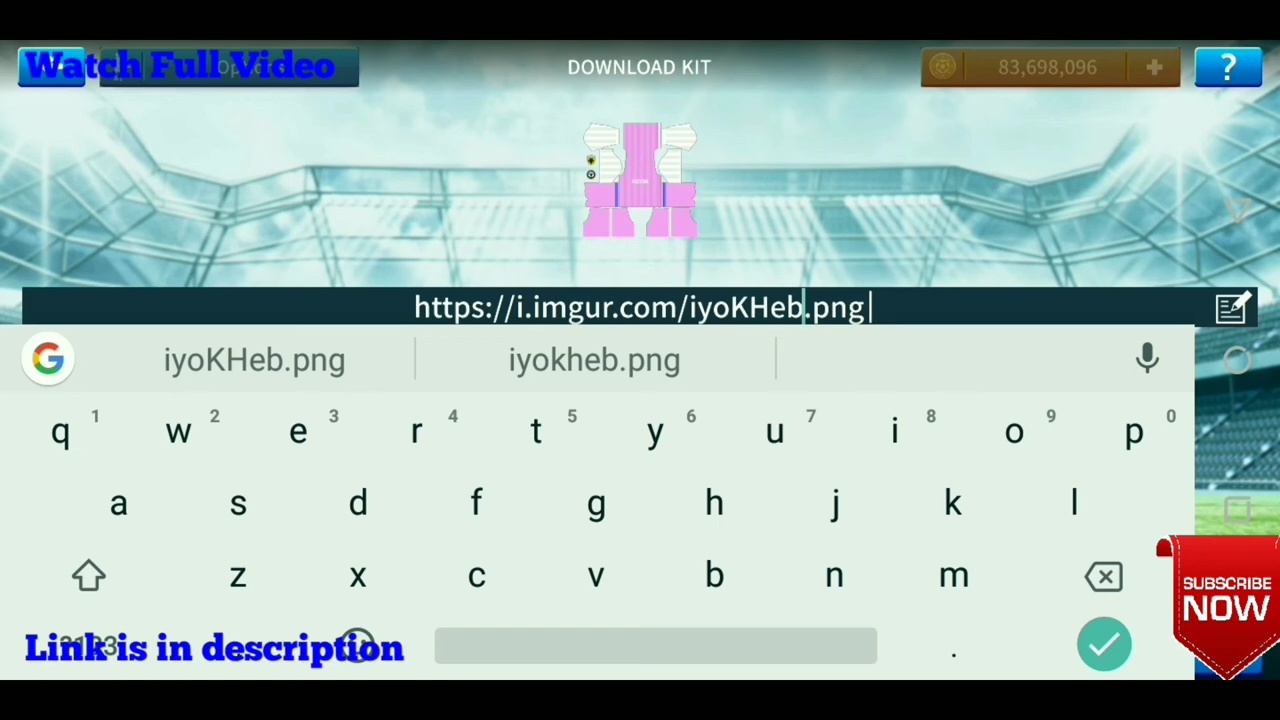 Watch Full Video
DOWNLOAD KIT
83,698,096
+
?
https://i.imgur.com/iyoKHeb.png
G
iyoKHeb.png
iyokheb.png
q 1 w 2 e 3 r 4 t 5 y 6 u 7 i 8 o 9 p 0
a s d f g h j k l
z x c v b n m
SUBSCRIBE
NOW
Link is in description
.